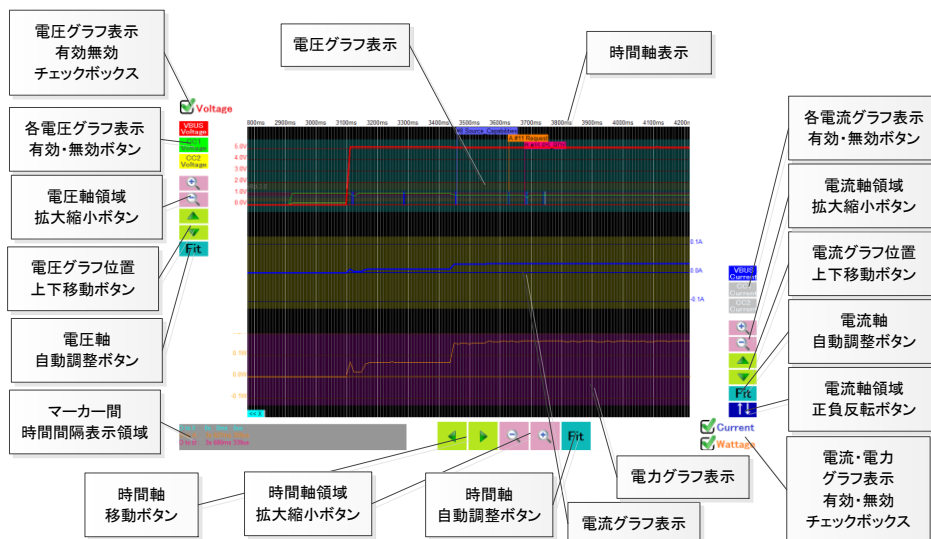 電圧グラフ表示
有効無効
チェックボックス
電圧グラフ表示
時間軸表示
Voltage
800ms 2900ms 3000ms 3100ms 3200ms 3300ms 3400ms 3500ms 3600ms 3700ms 3800ms 3900ms 4000ms 4100ms 4200m
各電圧グラフ表示
有効・無効ボタン
VBUS
Voltage
CC1
Voltage
CC2
Voltage
Source_Capabilities
Request
5.0V
4.0V
3.0V
2.0V
1.0V
0.0V
各電流グラフ表示
有効・無効ボタン
電圧軸領域
拡大縮小ボタン
電流軸領域
拡大縮小ボタン
Fit
電圧グラフ位置
上下移動ボタン
0.1A
0.0A
-0.1A
VBUS
Current
Current
CC2
Current
電流グラフ位置
上下移動ボタン
電圧軸
自動調整ボタン
電流軸
自動調整ボタン
Fit
マーカー間
時間間隔表示領域
電流軸領域
正負反転ボタン
Fit
Current
Wattage
時間軸
移動ボタン
時間軸領域
拡大縮小ボタン
時間軸
自動調整ボタン
電力グラフ表示
電流グラフ表示
電流・電力
グラフ表示
有効・無効
チェックボックス